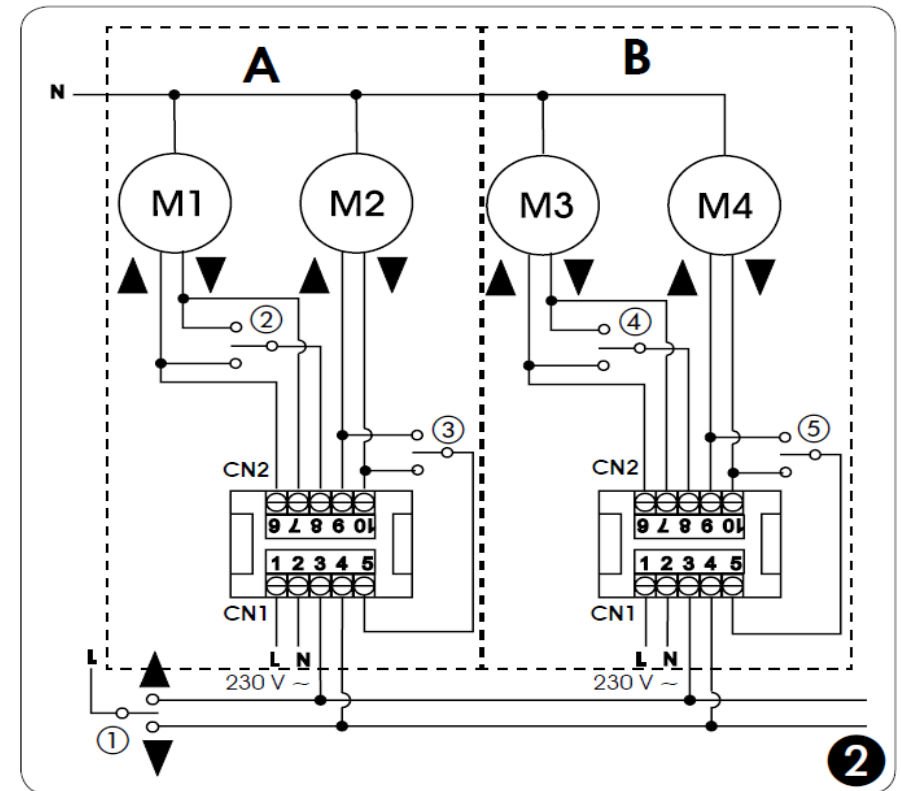 A B
N
M1 M2 M3 M4
② ④
③ ⑤
CN2 CN2
6 7 8 9 10 6 7 8 9 10
1 2 3 4 5 1 2 3 4 5
CN1 CN1
L L N L N
230 V ~ 230 V ~
①
2